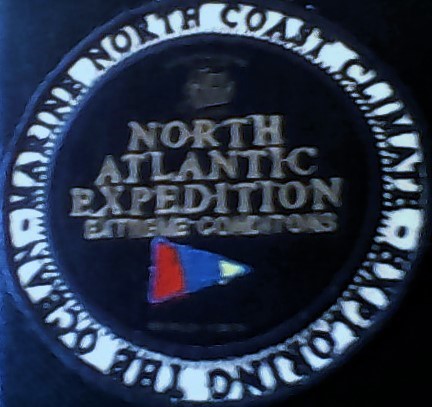 MARINE NORTH COAST CLIMATE
NORTH
ATLANTIC
EXPEDITION
EXTREME CONDITIONS
EXPLORING THE OCEAN